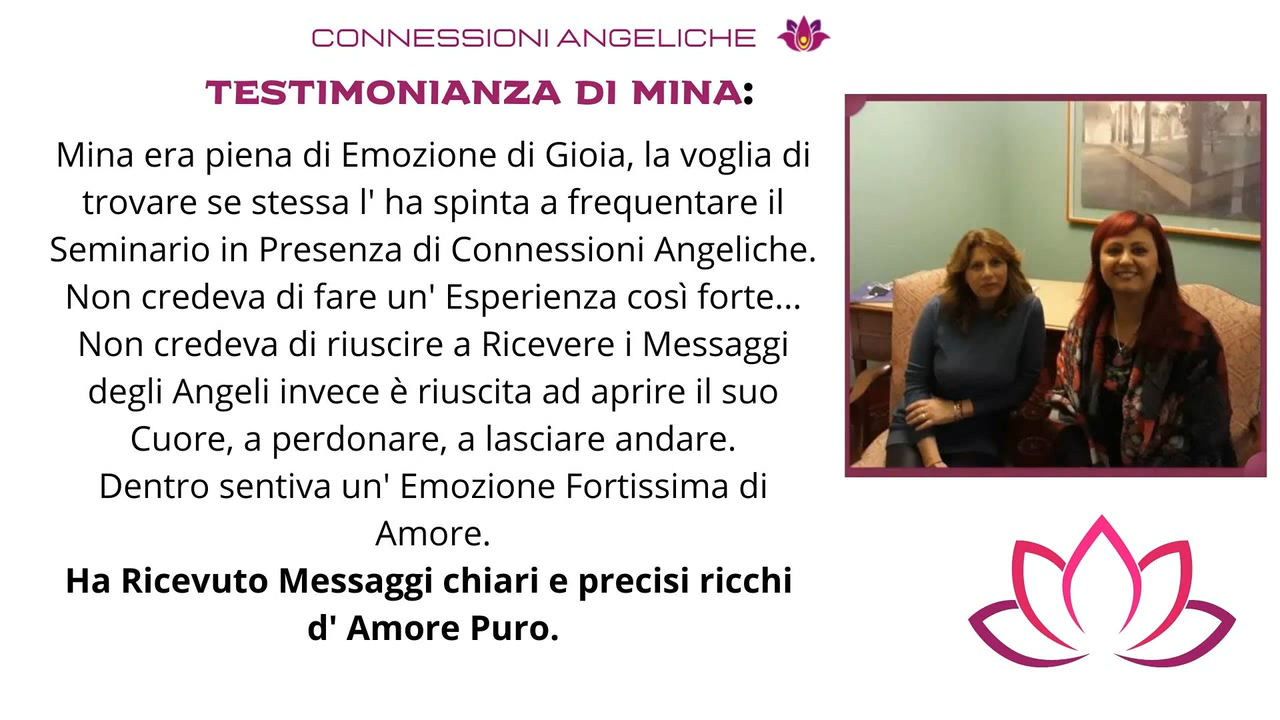 CONNESSIONI ANGELICHE
TESTIMONIANZA DI MINA:
Mina era piena di Emozione di Gioia, la voglia di
trovare se stessa l' ha spinta a frequentare il
Seminario in Presenza di Connessioni Angeliche.
Non credeva di fare un' Esperienza così forte...
Non credeva di riuscire a Ricevere i Messaggi
degli Angeli invece è riuscita ad aprire il suo
Cuore, a perdonare, a lasciare andare.
Dentro sentiva un' Emozione Fortissima di
Amore.
Ha Ricevuto Messaggi chiari e precisi ricchi
d' Amore Puro.